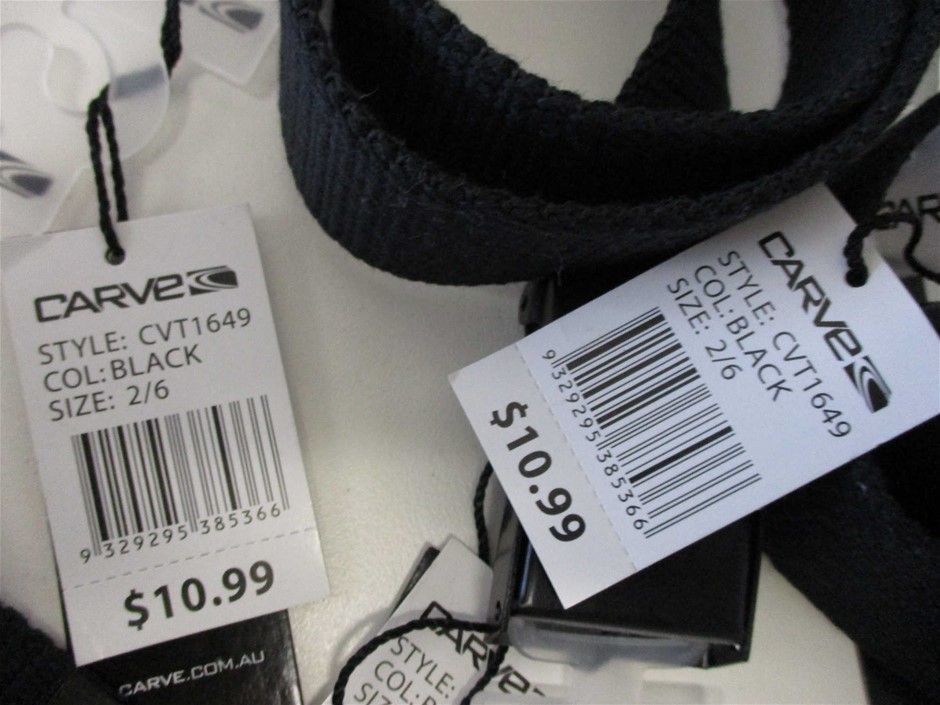 CARVE
STYLE: CVT1649
COL: BLACK
SIZE: 2/6
9 329295 385366
$10.99
CARVE.COM.AU
CARVE
STYLE: CVT1649
COL: BLACK
SIZE: 2/6
9 329295 385366
$10.99
CARVE
STYLE:
COL: